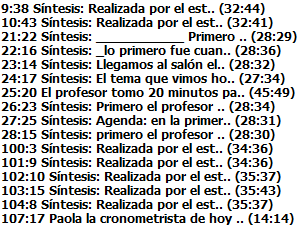 9:38 Síntesis: Realizada por el est.. (32:44)
10:43 Síntesis: Realizada por el est.. (32:41)
21:22 Síntesis: ____________ Primero .. (28:29)
22:16 Síntesis: _lo primero fue cuan.. (28:36)
23:14 Síntesis: Llegamos al salón el.. (28:32)
24:17 Síntesis: El tema que vimos ho.. (27:34)
25:20 El profesor tomo 20 minutos pa.. (45:49)
26:23 Síntesis: Primero el profesor .. (28:34)
27:25 Síntesis: Agenda: en la primer.. (28:31)
28:15 Síntesis: primero el profesor .. (28:30)
100:3 Síntesis: Realizada por el est.. (34:36)
101:9 Síntesis: Realizada por el est.. (34:36)
102:10 Síntesis: Realizada por el est.. (35:37)
103:15 Síntesis: Realizada por el est.. (35:43)
104:8 Síntesis: Realizada por el est.. (35:37)
107:17 Paola la cronometrista de hoy .. (14:14)